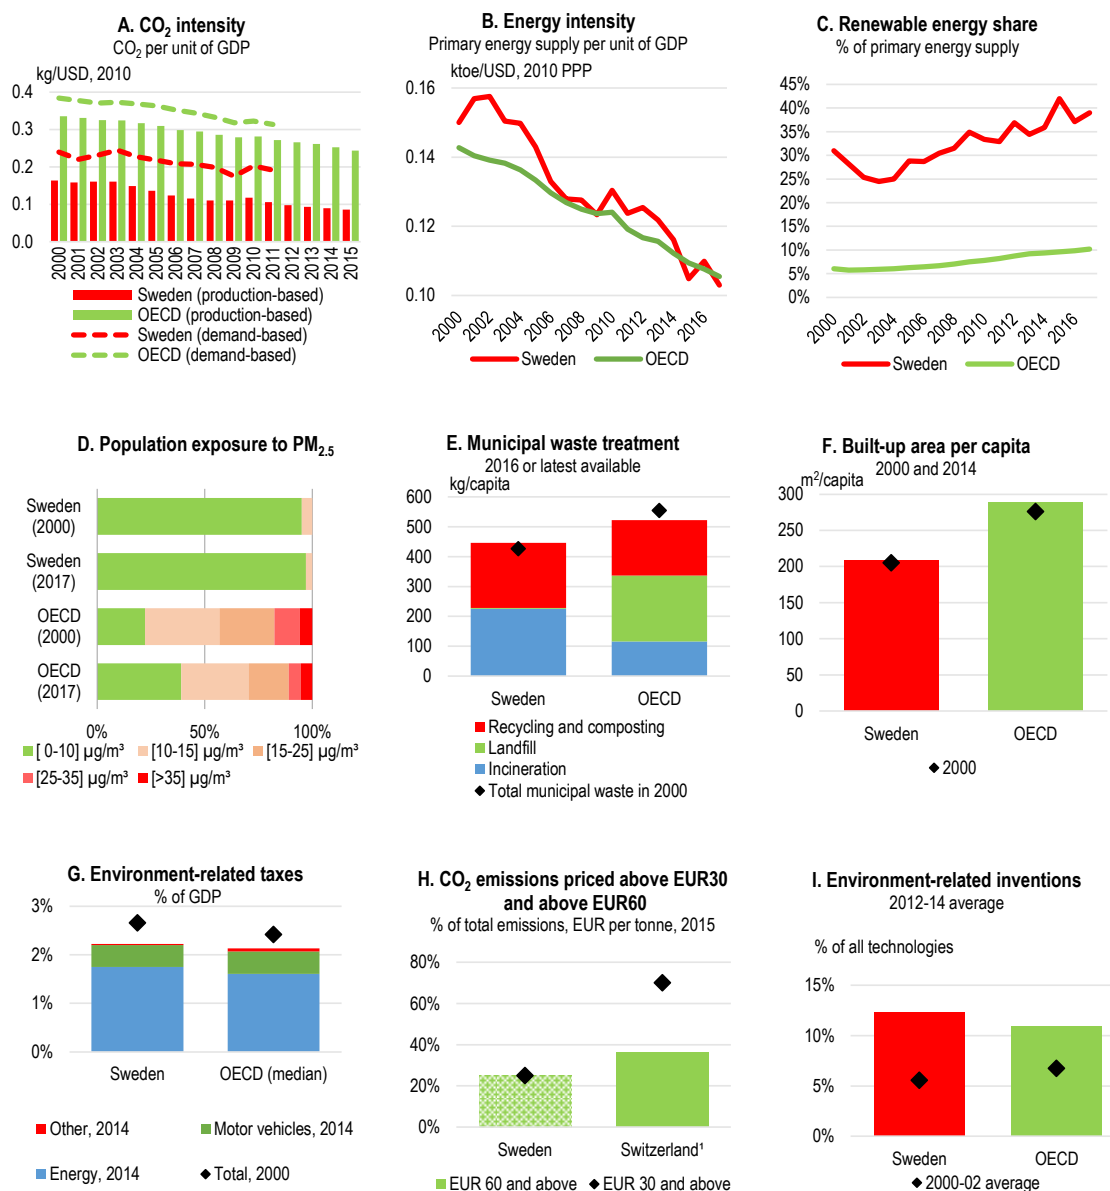 A. CO₂ intensity
CO₂ per unit of GDP
kg/USD, 2010
0.4
0.3
0.2
0.1
0.0
2000 2001 2002 2003 2004 2005 2006 2007 2008 2009 2010 2011 2012 2013 2014 2015
Sweden (production-based)
OECD (production-based)
Sweden (demand-based)
OECD (demand-based)
B. Energy intensity
Primary energy supply per unit of GDP
ktoe/USD, 2010 PPP
0.16
0.14
0.12
0.10
2000 2002 2004 2006 2008 2010 2012 2014 2016
Sweden OECD
C. Renewable energy share
% of primary energy supply
45%
40%
35%
30%
25%
20%
15%
10%
5%
0%
2000 2002 2004 2006 2008 2010 2012 2014 2016
Sweden OECD
D. Population exposure to PM₂.₅
Sweden
(2000)
Sweden
(2017)
OECD
(2000)
OECD
(2017)
0% 50% 100%
[ 0-10] µg/m³ [10-15] µg/m³ [15-25] µg/m³
[25-35] µg/m³ [>35] µg/m³
E. Municipal waste treatment
2016 or latest available
kg/capita
600
500
400
300
200
100
0
Sweden OECD
Recycling and composting
Landfill
Incineration
Total municipal waste in 2000
F. Built-up area per capita
2000 and 2014
m²/capita
300
250
200
150
100
50
0
Sweden OECD
2000
G. Environment-related taxes
% of GDP
3%
2%
1%
0%
Sweden OECD (median)
Other, 2014 Motor vehicles, 2014
Energy, 2014 Total, 2000
H. CO₂ emissions priced above EUR30
and above EUR60
% of total emissions, EUR per tonne, 2015
80%
60%
40%
20%
0%
Sweden Switzerland¹
EUR 60 and above EUR 30 and above
I. Environment-related inventions
2012-14 average
% of all technologies
15%
10%
5%
0%
Sweden OECD
2000-02 average